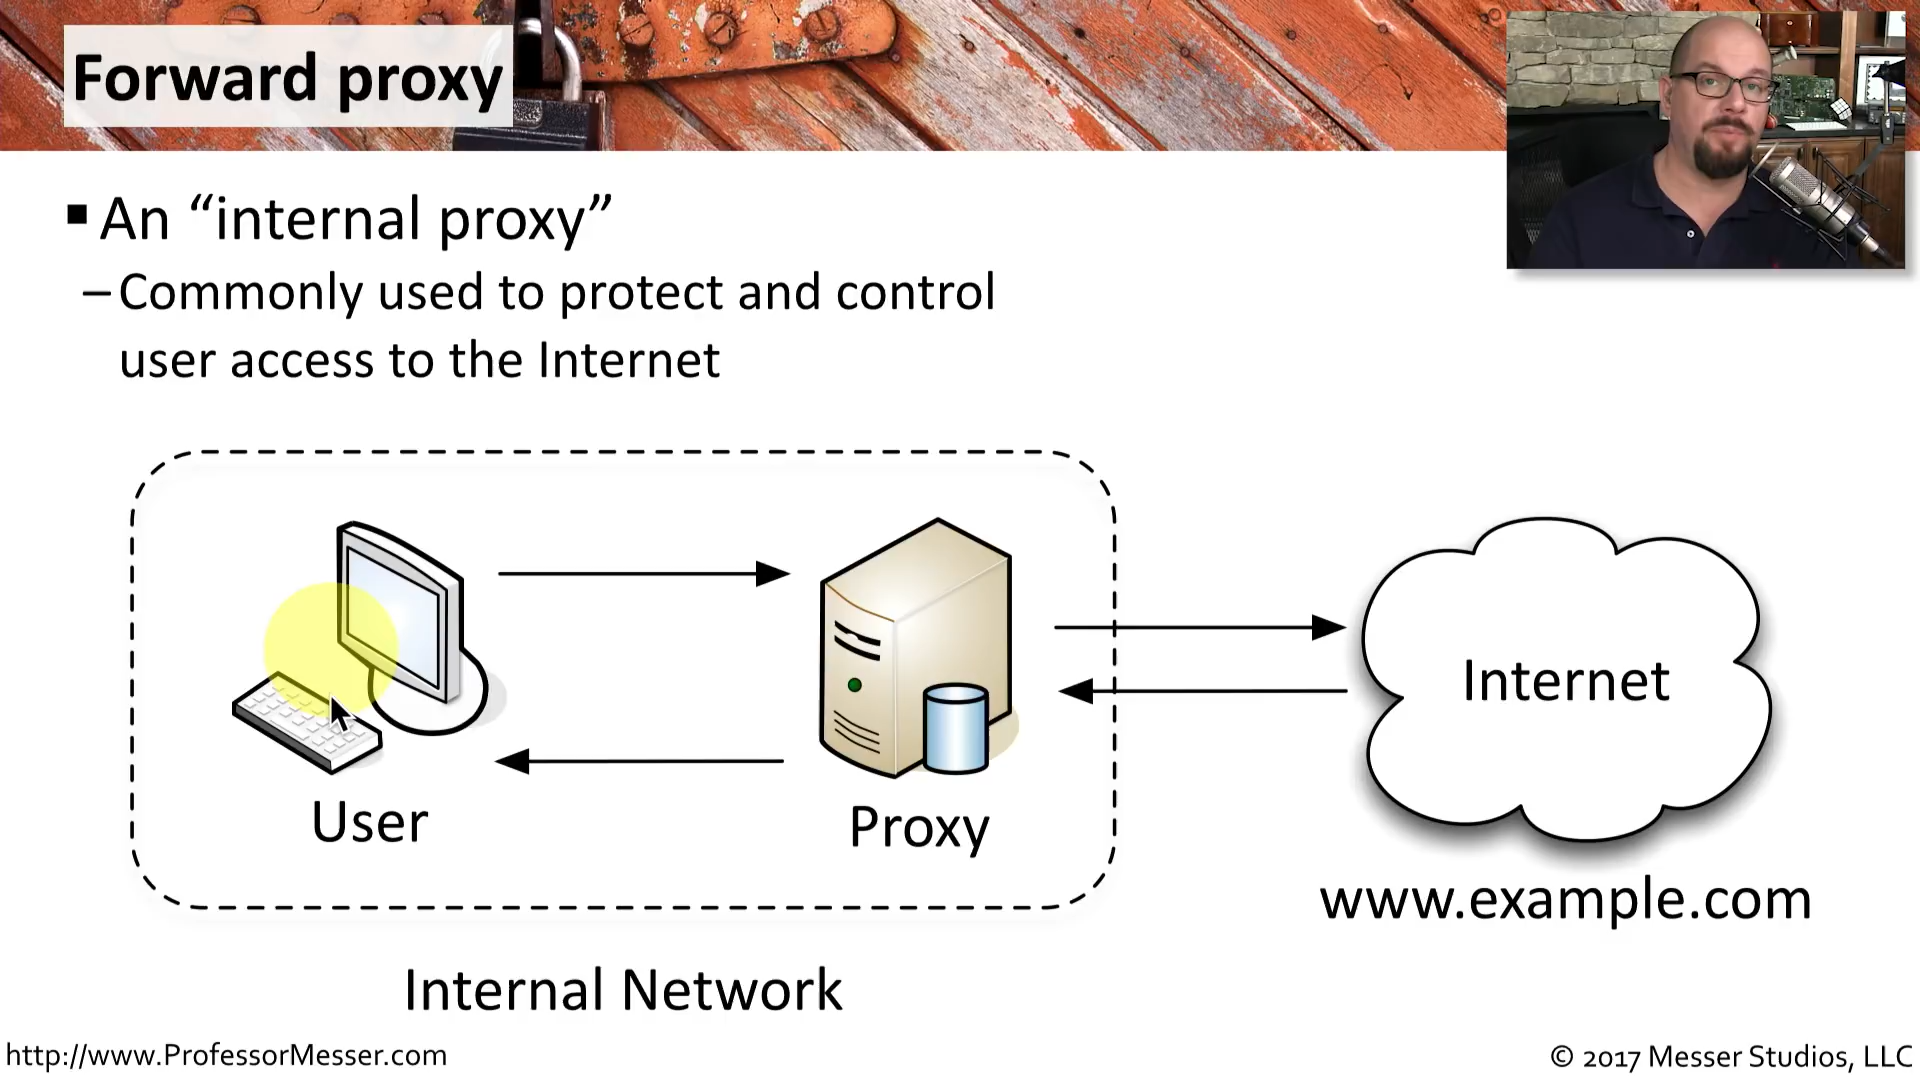 Forward proxy
▪ An “internal proxy”
– Commonly used to protect and control
user access to the Internet
User
Proxy
Internet
www.example.com
Internal Network
http://www.ProfessorMesser.com
© 2017 Messer Studios, LLC